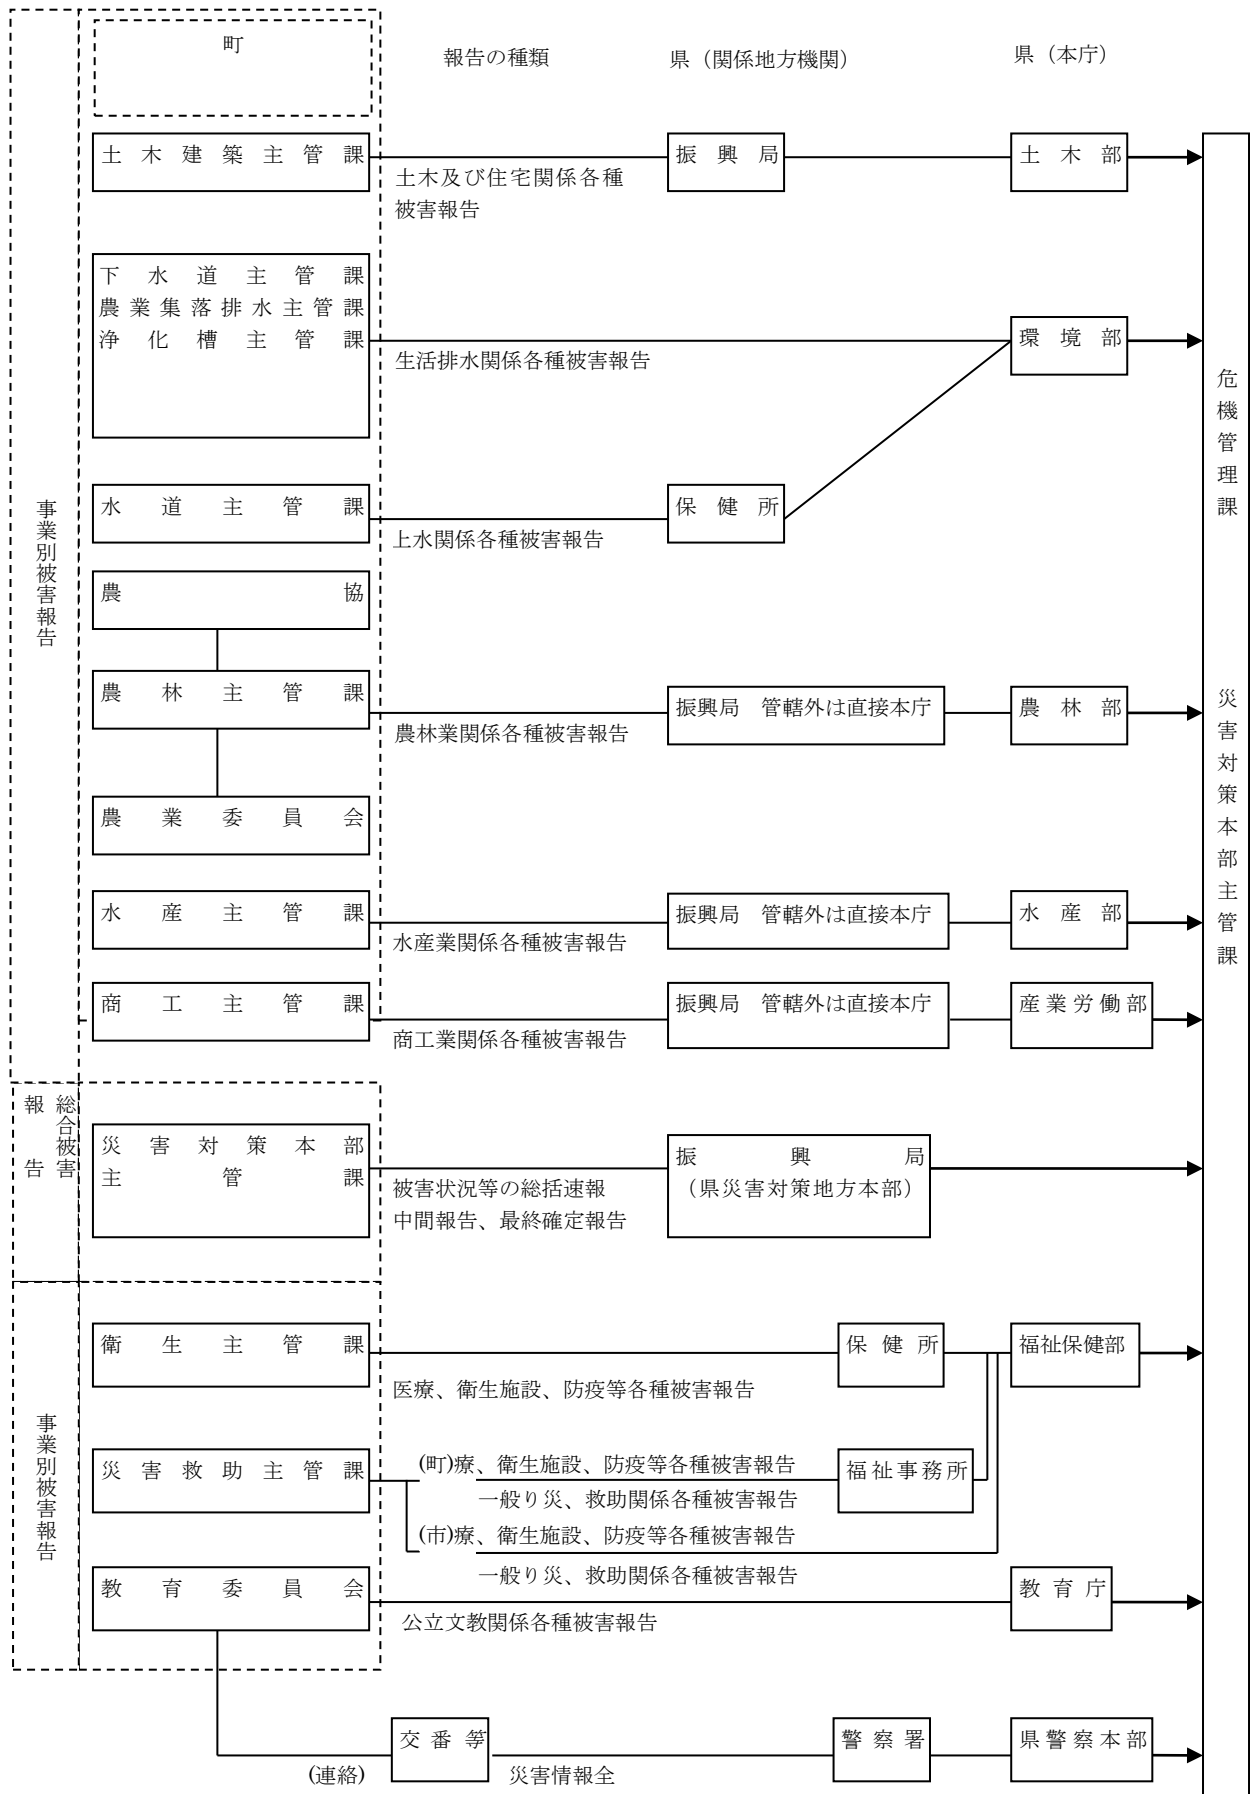 町
報告の種類
県（関係地方機関）
県（本庁）
事業別被害報告
土木建築主管課
土木及び住宅関係各種
被害報告
振興局
土木部
下水道主管課
農業集落排水主管課
浄化槽主管課
生活排水関係各種被害報告
環境部
水道主管課
上水関係各種被害報告
保健所
農協
農林主管課
農林業関係各種被害報告
振興局　管轄外は直接本庁
農林部
農業委員会
水産主管課
水産業関係各種被害報告
振興局　管轄外は直接本庁
水産部
商工主管課
商工業関係各種被害報告
振興局　管轄外は直接本庁
産業労働部
危機管理課
災害対策本部主管課
総合被害
報告
災害対策本部
主管課
被害状況等の総括速報
中間報告、最終確定報告
振興局
（県災害対策地方本部）
事業別被害報告
衛生主管課
医療、衛生施設、防疫等各種被害報告
保健所
福祉保健部
災害救助主管課
(町)療、衛生施設、防疫等各種被害報告
一般り災、救助関係各種被害報告
福祉事務所
(市)療、衛生施設、防疫等各種被害報告
一般り災、救助関係各種被害報告
教育委員会
公立文教関係各種被害報告
教育庁
(連絡)
交番等
災害情報全
警察署
県警察本部